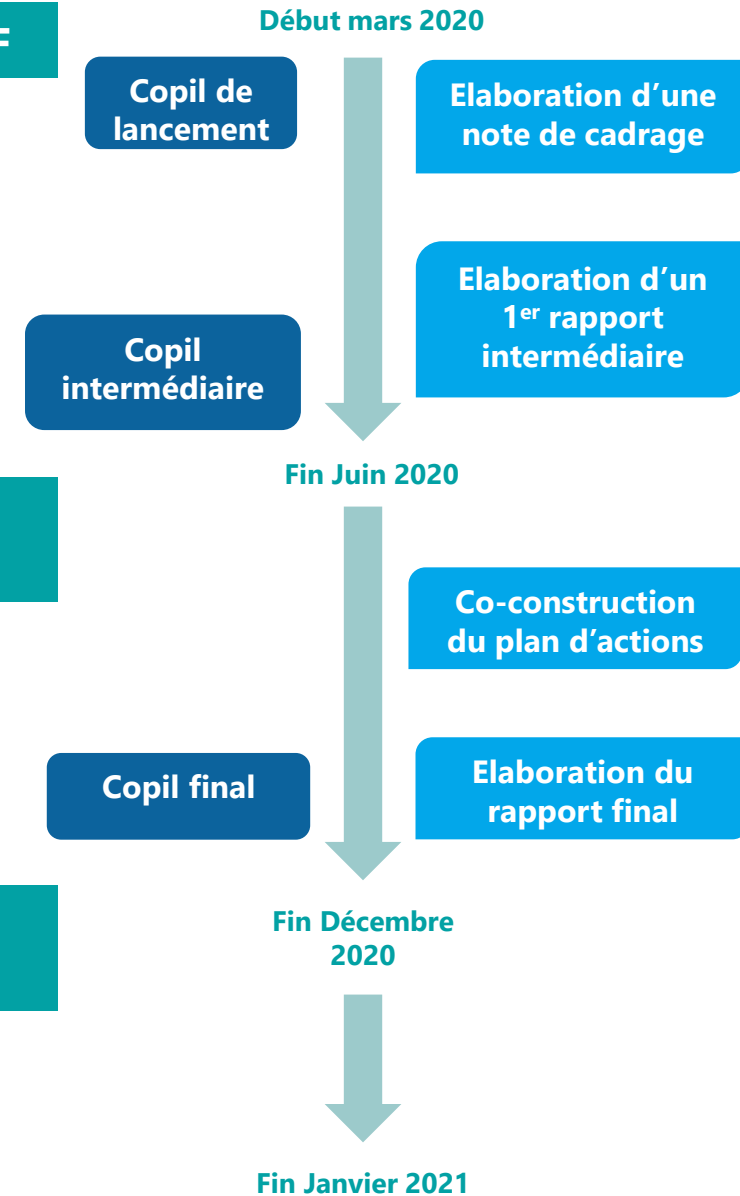 Début mars 2020
F
Copil de
lancement
Elaboration d’une
note de cadrage
Elaboration d’un
1er rapport
intermédiaire
Copil
intermédiaire
Fin Juin 2020
Co-construction
du plan d’actions
Copil final
Elaboration du
rapport final
Fin Décembre
2020
Fin Janvier 2021